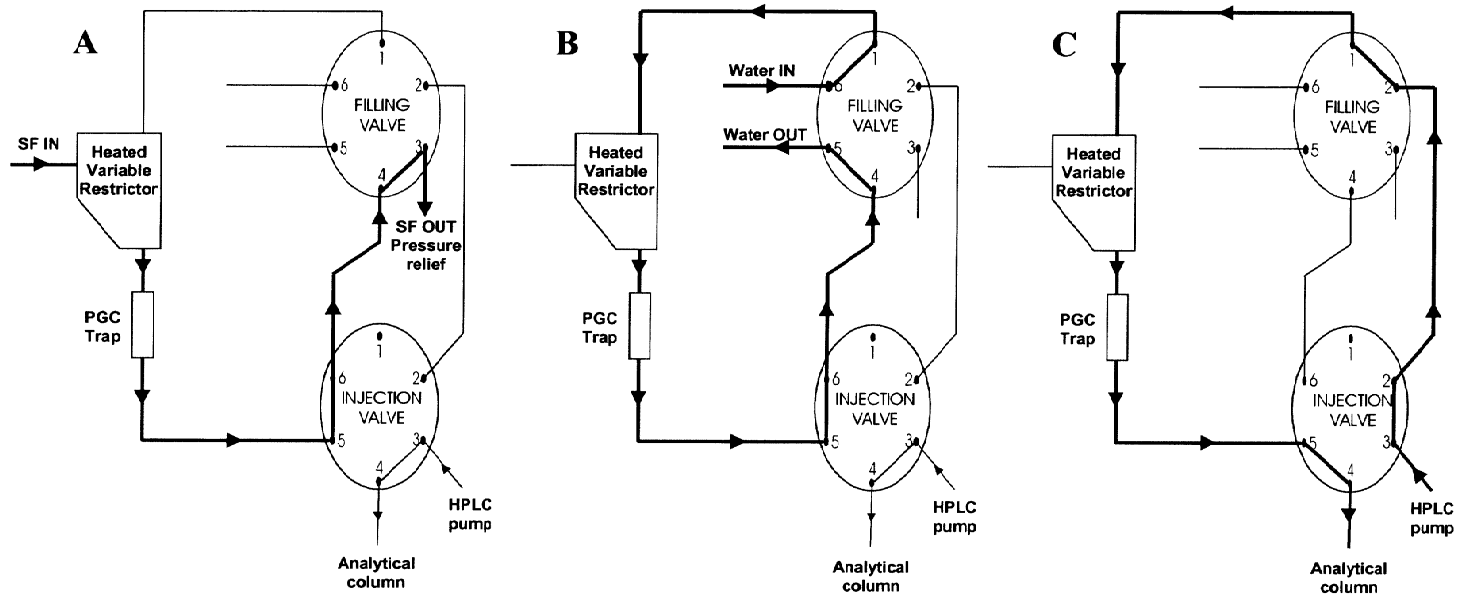 A
SF IN
Heated
Variable
Restrictor
PGC
Trap
1
2
3
4
5
6
FILLING
VALVE
SF OUT
Pressure
relief
1
2
3
4
5
6
INJECTION
VALVE
HPLC
pump
Analytical
column
B
Water IN
Water OUT
Heated
Variable
Restrictor
PGC
Trap
1
2
3
4
5
6
FILLING
VALVE
1
2
3
4
5
6
INJECTION
VALVE
HPLC
pump
Analytical
column
C
Heated
Variable
Restrictor
PGC
Trap
1
2
3
4
5
6
FILLING
VALVE
1
2
3
4
5
6
INJECTION
VALVE
HPLC
pump
Analytical
column